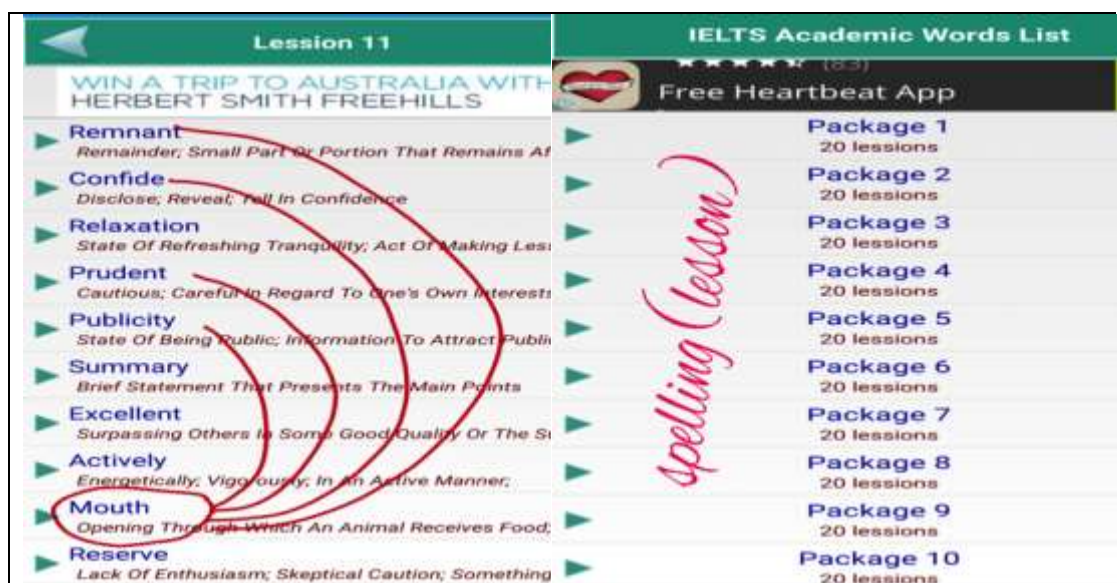 Lession 11
WIN A TRIP TO AUSTRALIA WITH
HERBERT SMITH FREEHILLS
Remnant
Remainder; Small Part Or Portion That Remains Af
Confide
Disclose; Reveal; Tell In Confidence
Relaxation
State Of Refreshing Tranquility; Act Of Making Les
Prudent
Cautious; Careful In Regard To One's Own Interests
Publicity
State Of Being Public; Information To Attract Publi
Summary
Brief Statement That Presents The Main Points
Excellent
Surpassing Others In Some Good Quality Or The S
Actively
Energetically; Vigorously; In An Active Manner;
Mouth
Opening Through Which An Animal Receives Food;
Reserve
Lack Of Enthusiasm; Skeptical Caution; Something
IELTS Academic Words List
(83)
Free Heartbeat App
Package 1
20 lessions
Package 2
20 lessions
Package 3
20 lessions
Package 4
20 lessions
Package 5
20 lessions
Package 6
20 lessions
Package 7
20 lessions
Package 8
20 lessions
Package 9
20 lessions
Package 10
20 lessions
spelling (lesson)